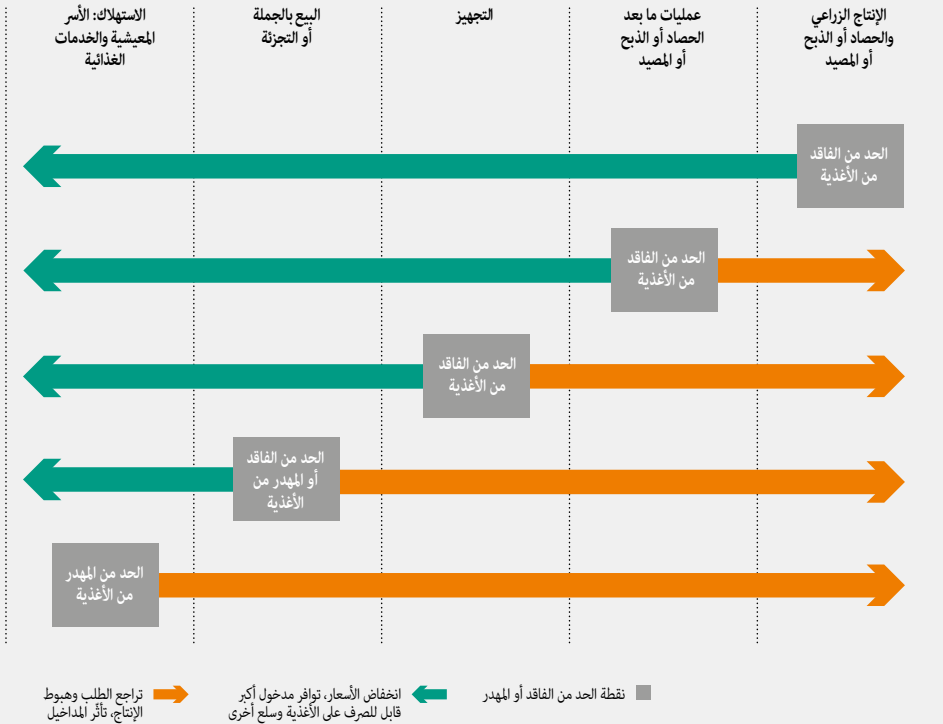 الإنتاج الزراعي
والحصاد أو الذبح
أو المصيد
عمليات ما بعد
الحصاد أو الذبح
أو المصيد
التجهيز
البيع بالجملة
أو التجزئة
الاستهلاك: الأسر
المعيشية والخدمات
الغذائية
الحد من الفاقد
من الأغذية
الحد من الفاقد
من الأغذية
الحد من الفاقد
من الأغذية
الحد من الفاقد
أو المهدر من
الأغذية
الحد من المهدر
من الأغذية
نقطة الحد من الفاقد أو المهدر
انخفاض الأسعار، توافر مدخول أكبر
قابل للصرف على الأغذية وسلع أخرى
تراجع الطلب وهبوط
الإنتاج، تأثّر المداخيل